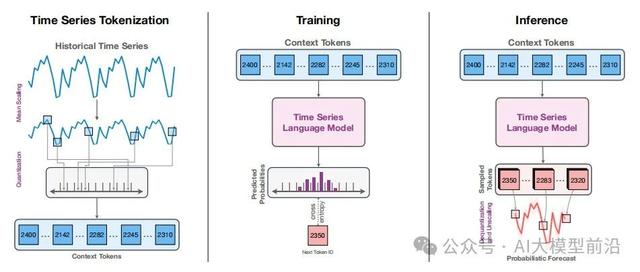 Time Series Tokenization
Historical Time Series
Mean Scaling
Quantization
2400 ... 2142 ... 2282 ... 2245 ... 2310
Context Tokens
Training
Context Tokens
2400 ... 2142 ... 2282 ... 2245 ... 2310
Time Series
Language Model
Predicted
Probabilities
cross
entropy
2350
Next Token ID
Inference
Context Tokens
2400 ... 2142 ... 2282 ... 2245 ... 2310
Time Series
Language Model
Sampled
Tokens
2350 ... 2283 ... 2320
Dequantization
and Unscaling
Probabilistic Forecast
公众号 · AI大模型前沿